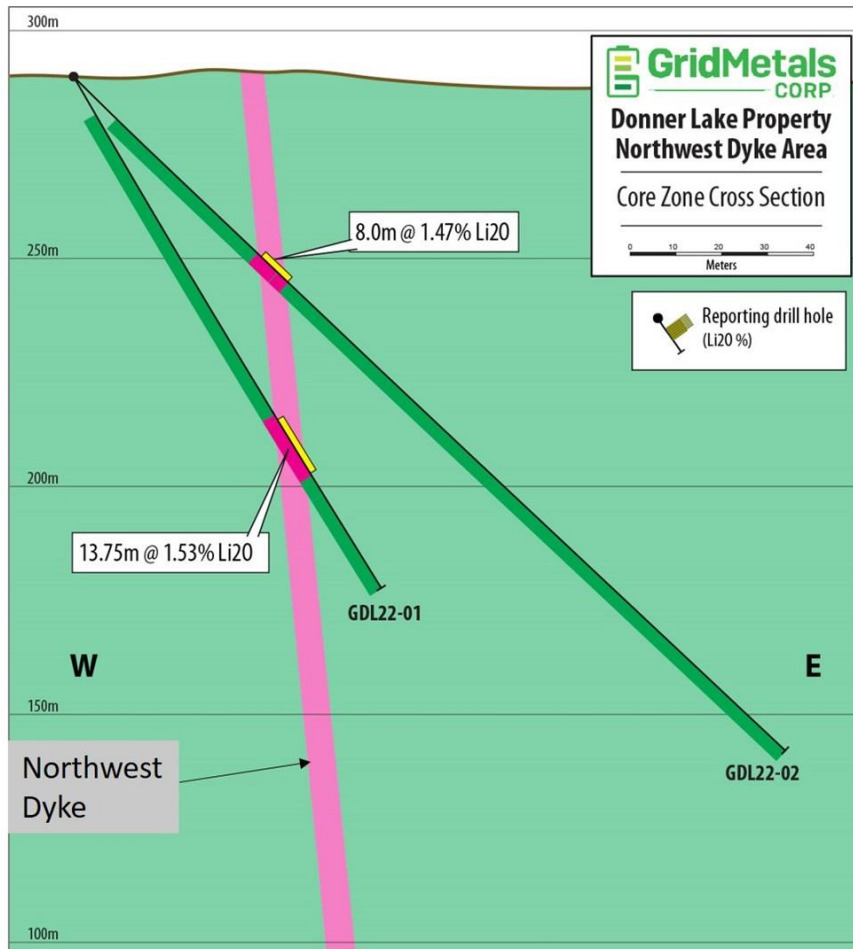 300m
GridMetals
CORP.
Donner Lake Property
Northwest Dyke Area
Core Zone Cross Section
0 10 20 30 40
Meters
8.0m @ 1.47% Li20
250m
Reporting drill hole
(Li20 %)
200m
13.75m @ 1.53% Li20
GDL22-01
W
E
150m
Northwest
Dyke
GDL22-02
100m